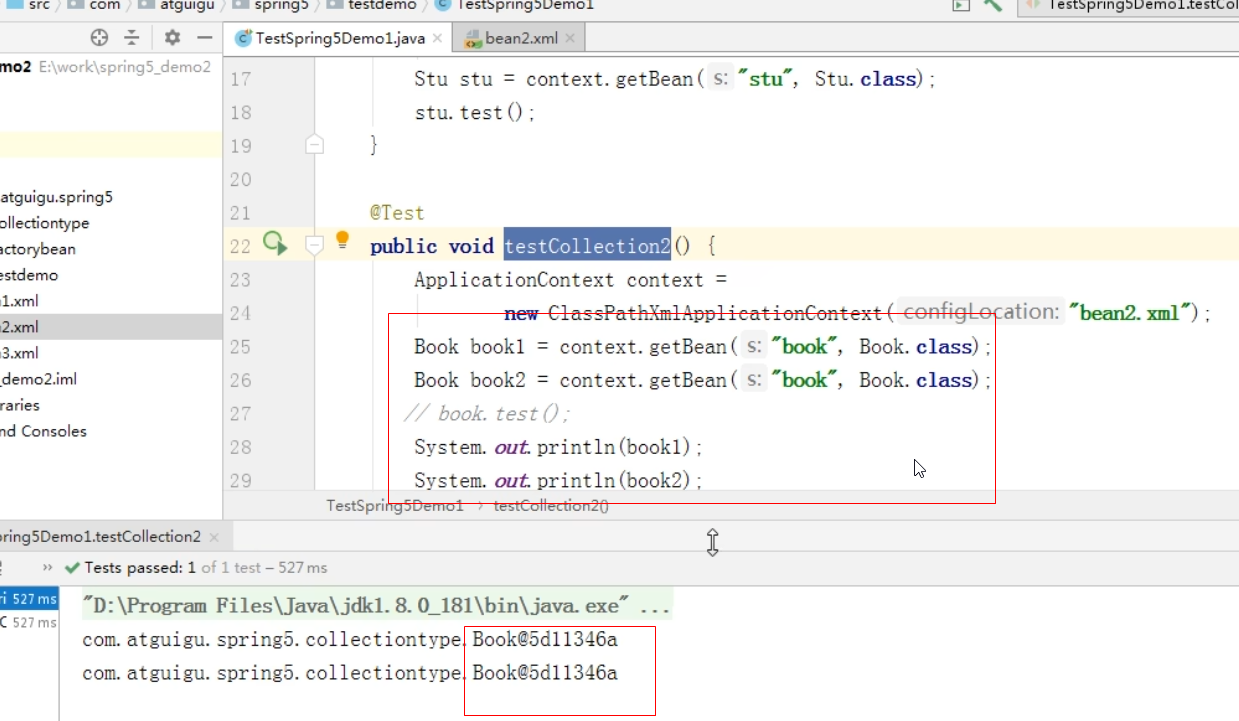 src com atguigu spring5 testdemo TestSpring5Demo1 TestSpring5Demo1.testCol
TestSpring5Demo1.java bean2.xml
mo2 E:\work\spring5_demo2
atguigu.spring5
ollectiontype
actorybean
estdemo
1.xml
2.xml
3.xml
_demo2.iml
raries
nd Consoles
17 Stu stu = context.getBean( s: "stu", Stu.class);
18 stu.test();
19 }
20
21 @Test
22 public void testCollection2() {
23 ApplicationContext context =
24 new ClassPathXmlApplicationContext( configLocation: "bean2.xml");
25 Book book1 = context.getBean( s: "book", Book.class);
26 Book book2 = context.getBean( s: "book", Book.class);
27 // book.test();
28 System.out.println(book1);
29 System.out.println(book2);
TestSpring5Demo1 › testCollection2()
pring5Demo1.testCollection2
» Tests passed: 1 of 1 test – 527 ms
ri 527 ms
C 527 ms
"D:\Program Files\Java\jdk1.8.0_181\bin\java.exe" ...
com.atguigu.spring5.collectiontype.Book@5d11346a
com.atguigu.spring5.collectiontype.Book@5d11346a